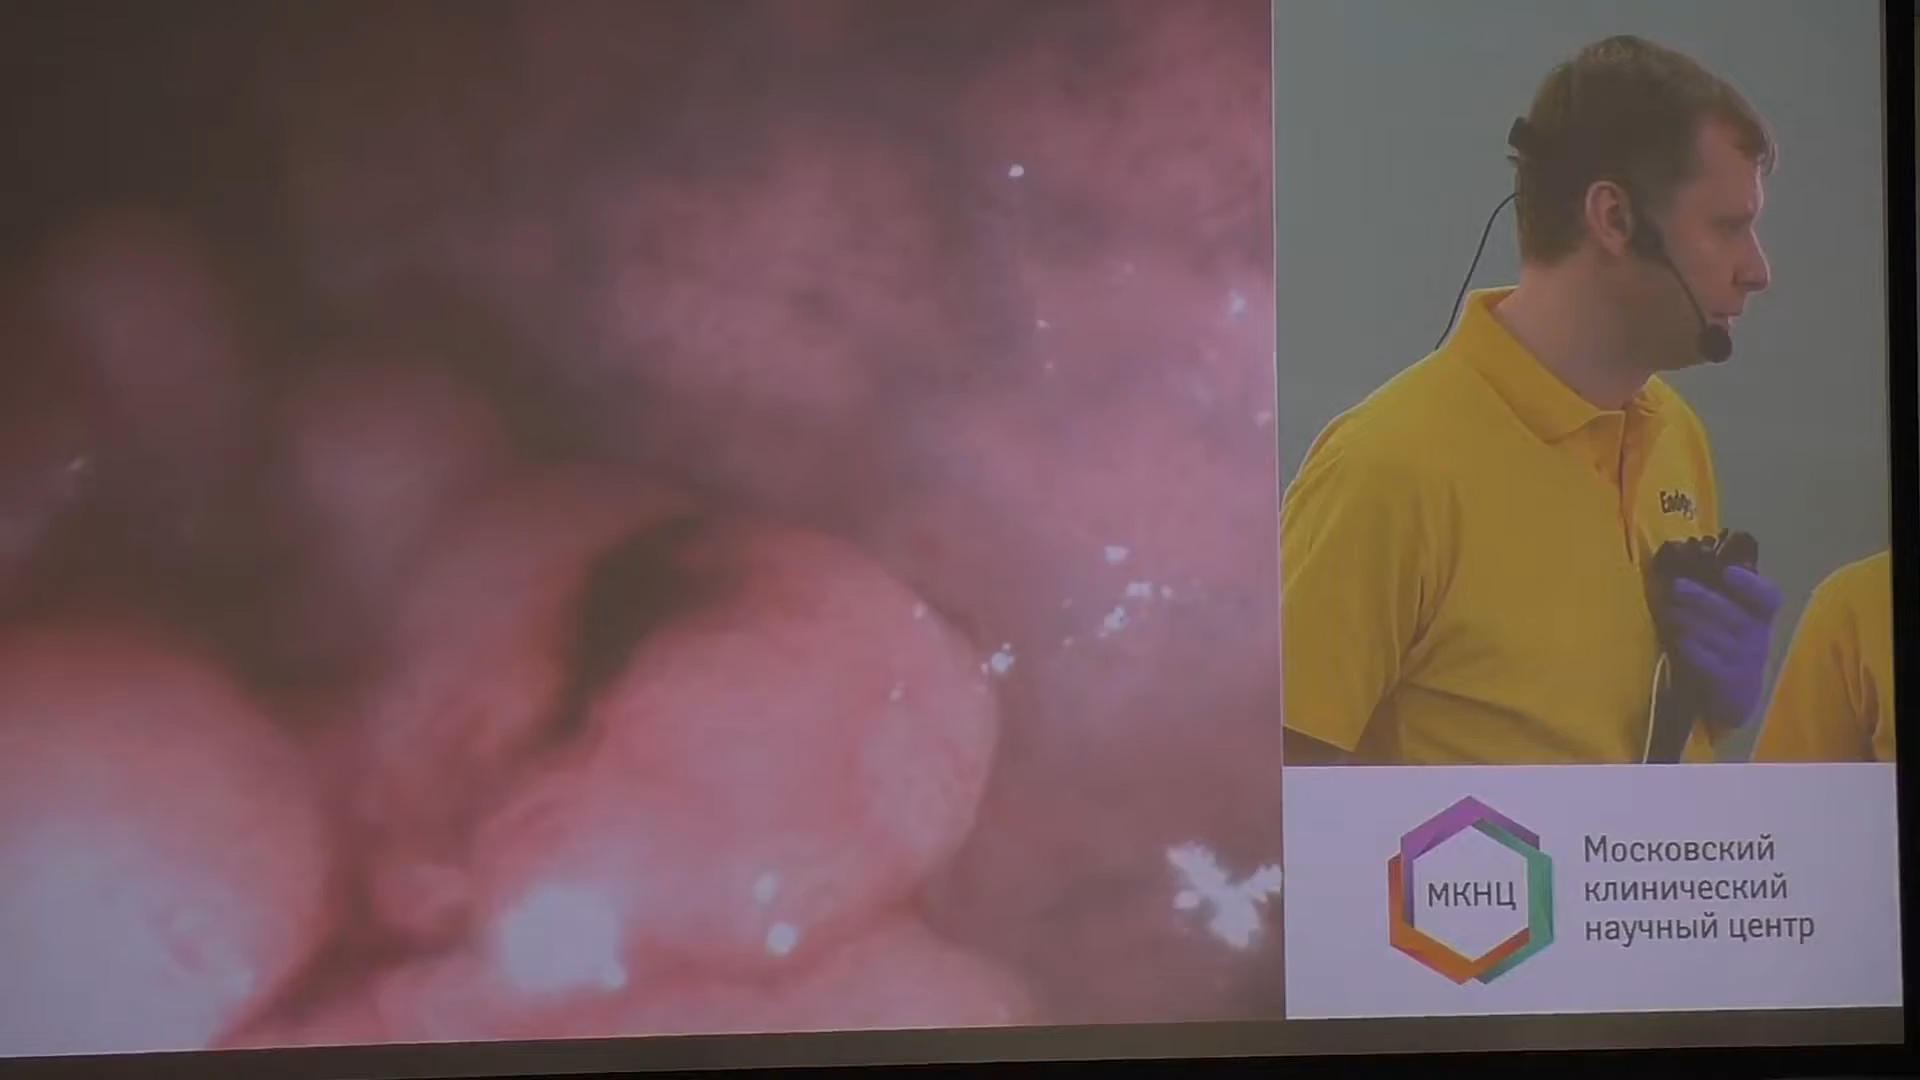 МКНЦ
Московский
клинический
научный центр